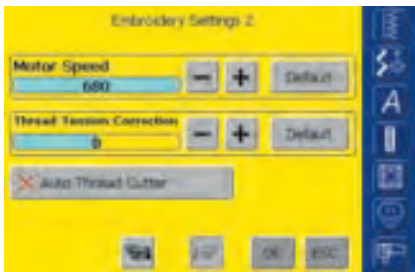 Embroidery Settings 2
Motor Speed
680
Default
Thread Tension Correction
0
Default
Auto Thread Cutter
OK
ESC
A